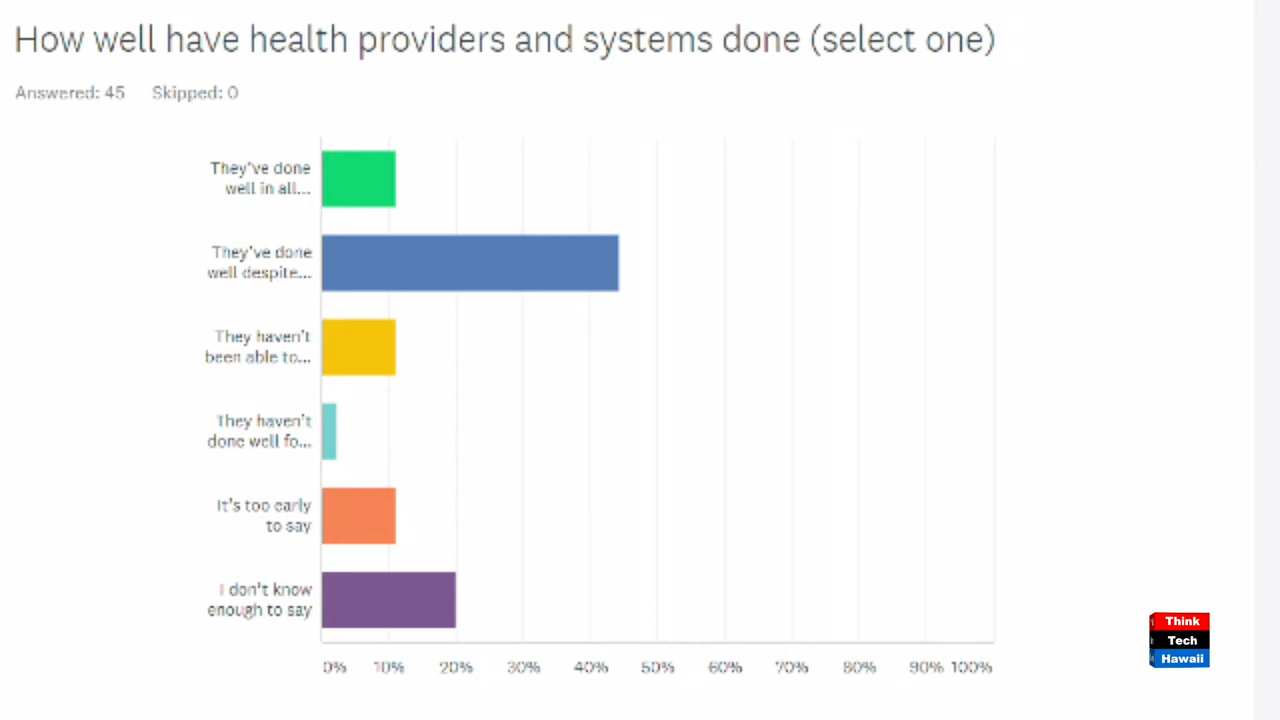 How well have health providers and systems done (select one)
Answered: 45 Skipped: 0
They've done
well in all...
They've done
well despite...
They haven't
been able to...
They haven't
done well fo...
It's too early
to say
I don't know
enough to say
0% 10% 20% 30% 40% 50% 60% 70% 80% 90% 100%
Think
Tech
Hawaii